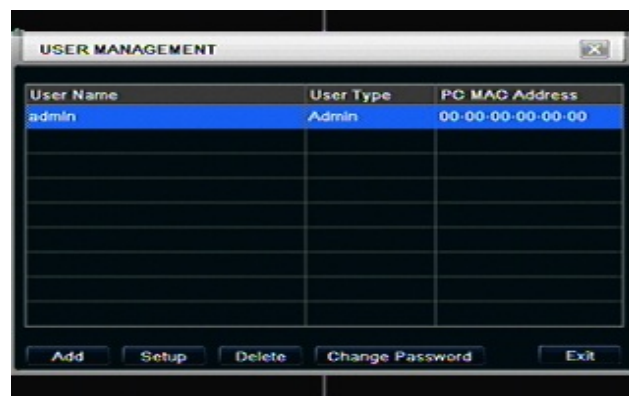 USER MANAGEMENT
User Name User Type PC MAC Address
admin Admin 00-00-00-00-00-00
Add Setup Delete Change Password Exit